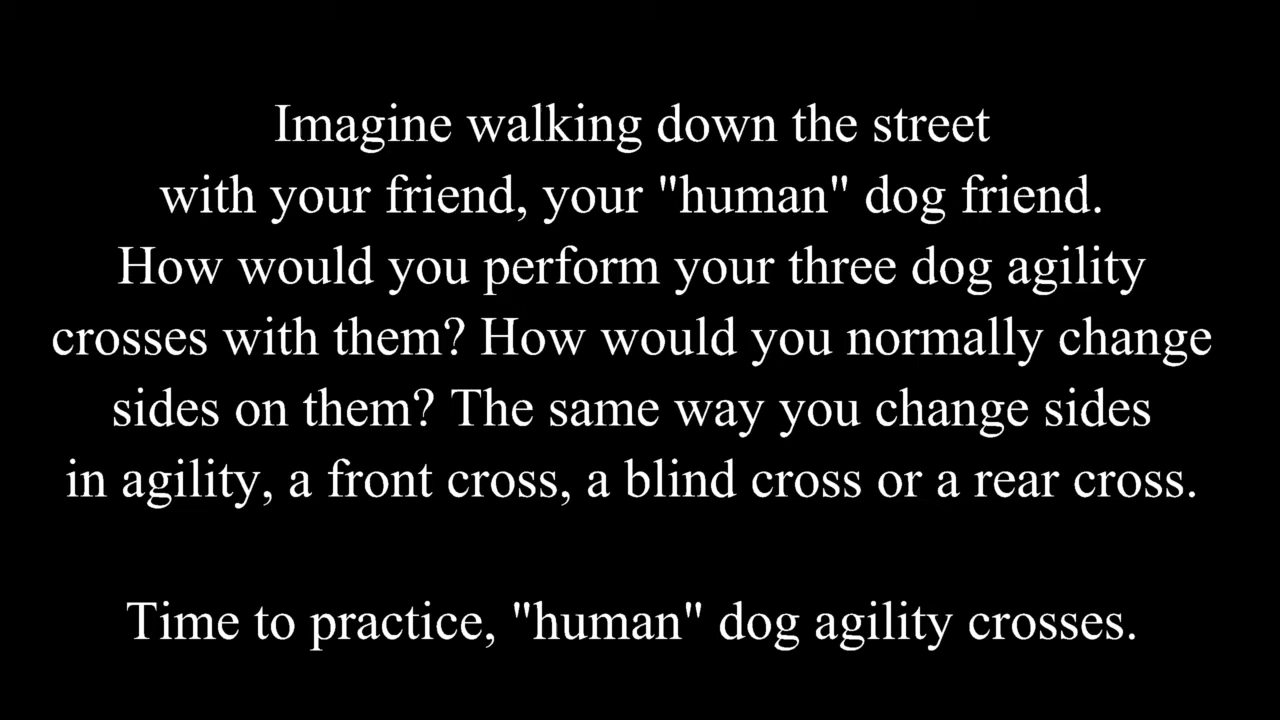 Imagine walking down the street
with your friend, your "human" dog friend.
How would you perform your three dog agility
crosses with them? How would you normally change
sides on them? The same way you change sides
in agility, a front cross, a blind cross or a rear cross.
Time to practice, "human" dog agility crosses.